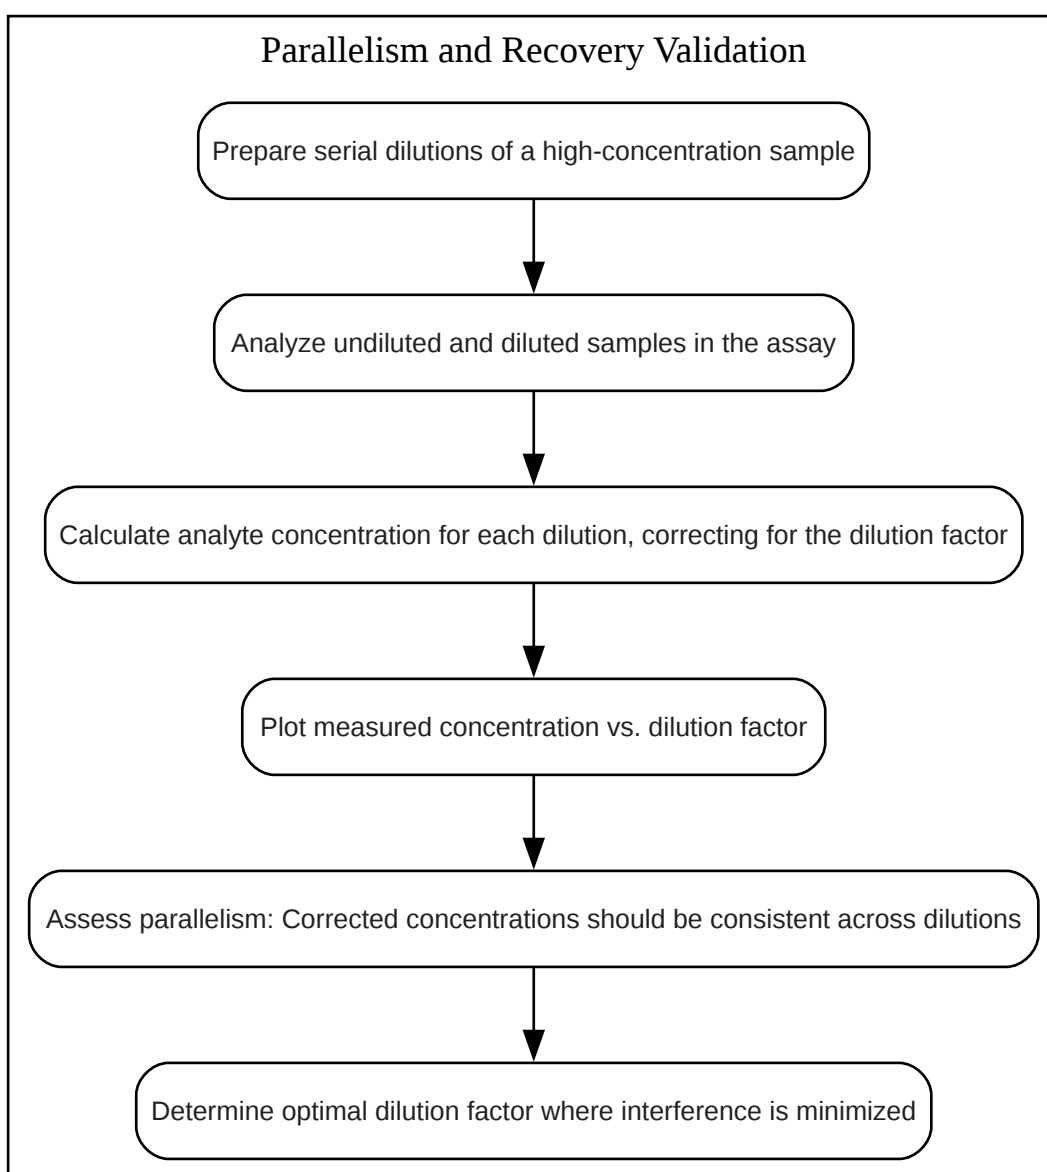 Parallelism and Recovery Validation
Prepare serial dilutions of a high-concentration sample
Analyze undiluted and diluted samples in the assay
Calculate analyte concentration for each dilution, correcting for the dilution factor
Plot measured concentration vs. dilution factor
Assess parallelism: Corrected concentrations should be consistent across dilutions
Determine optimal dilution factor where interference is minimized